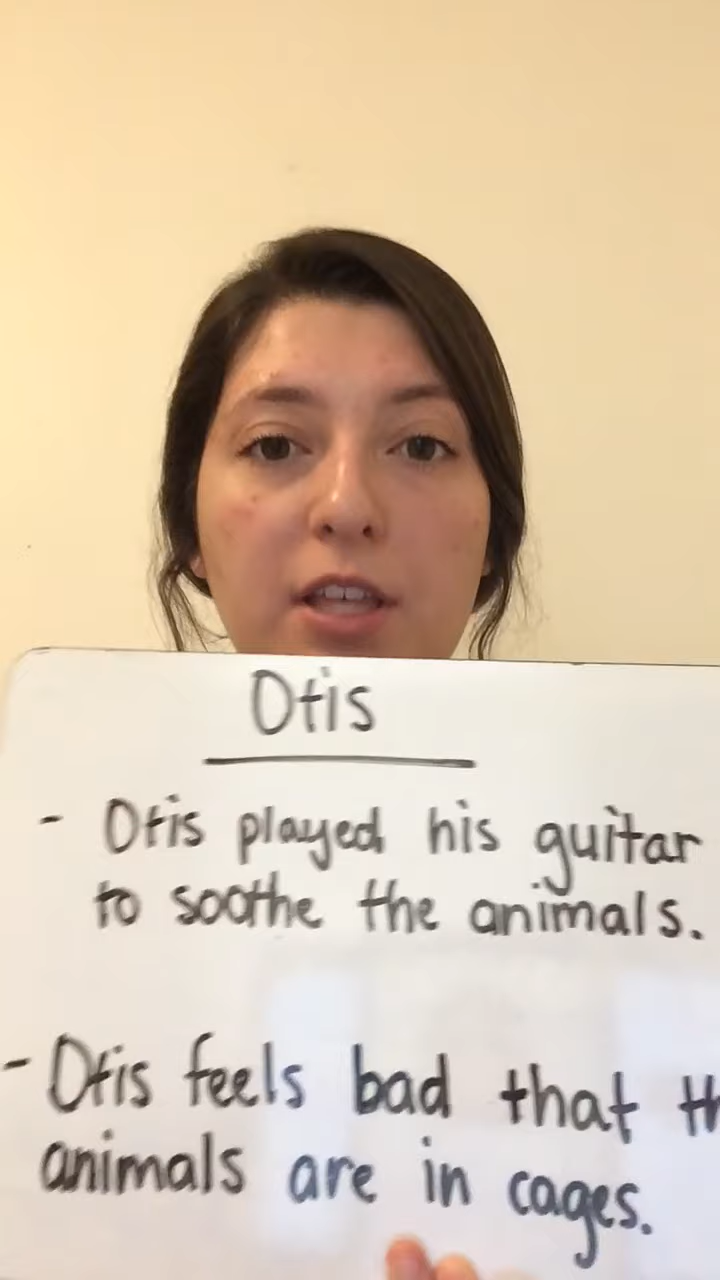 Otis
- Otis played his guitar
to soothe the animals.
- Otis feels bad that
animals are in cages.